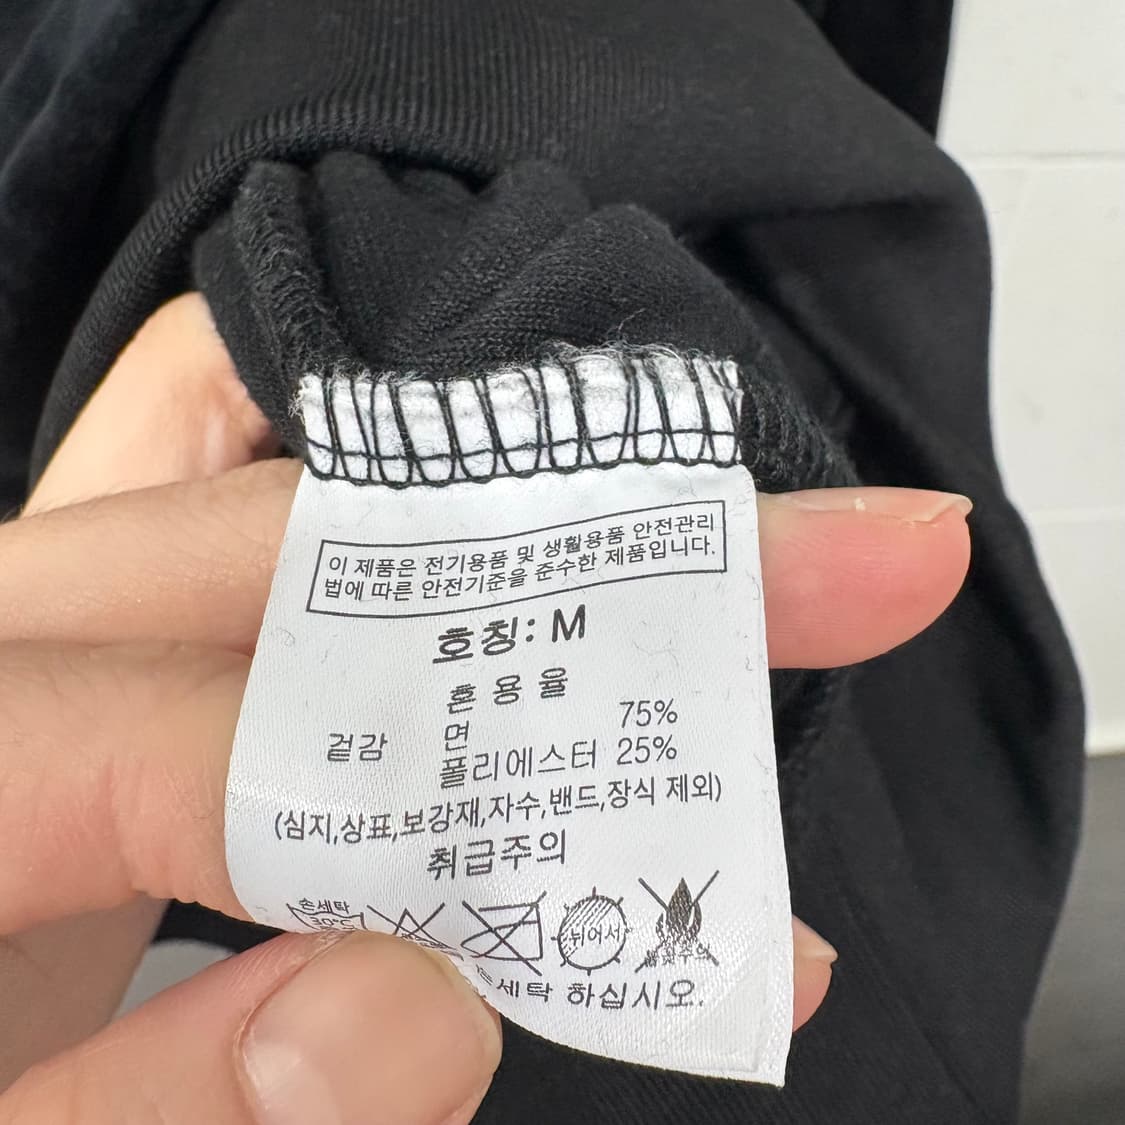 이 제품은 전기용품 및 생활용품 안전관리
법에 따른 안전기준을 준수한 제품입니다.
호칭: M
혼용율
겉감 면 75%
폴리에스터 25%
(심지,상표,보강재,자수,밴드,장식 제외)
취급주의
손세탁
30°C
뉘어서
세탁 하십시오.